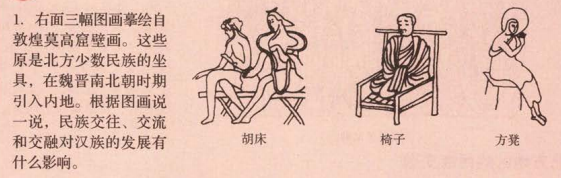 1. 右面三幅图画摹绘自
敦煌莫高窟壁画。这些
原是北方少数民族的坐
具，在魏晋南北朝时期
引入内地。根据图画说
一说，民族交往、交流
和交融对汉族的发展有
什么影响。
胡床
椅子
方凳